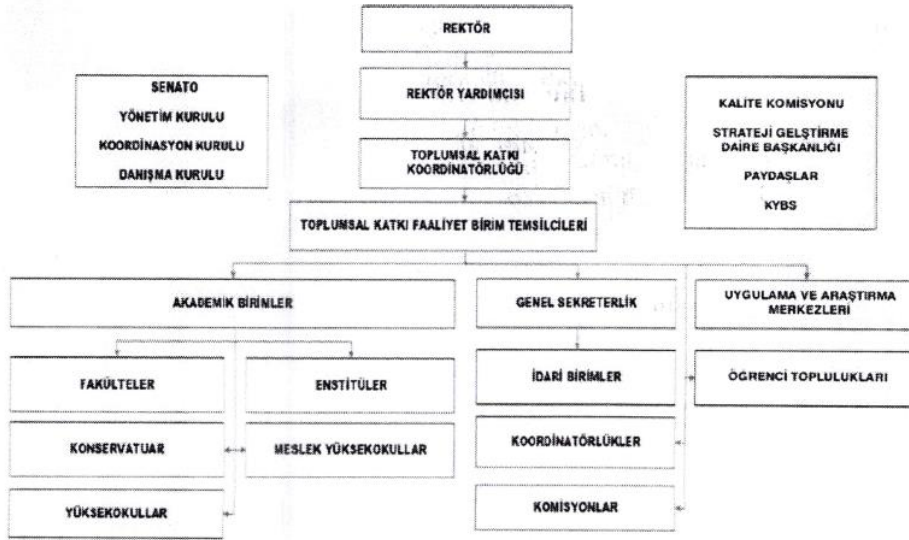 REKTÖR
SENATO
YÖNETİM KURULU
KOORDİNASYON KURULU
DANIŞMA KURULU
REKTÖR YARDIMCISI
KALİTE KOMİSYONU
STRATEJİ GELŞTİRME
DAİRE BAŞKANLIĞI
PAYDAŞLAR
KYBS
TOPLUMSAL KATKI
KOORDİNATÖRLÜĞÜ
TOPLUMSAL KATKI FAALİYET BİRİM TEMSİLCİLERİ
AKADEMİK BİRİMLER
GENEL SEKRETERLİK
UYGULAMA VE ARAŞTIRMA
MERKEZLERİ
FAKÜLTELER
ENSTİTÜLER
İDARİ BİRİMLER
ÖĞRENCİ TOPLULUKLARI
KONSERVATUAR
MESLEK YÜKSEKOKULLAR
KOORDİNATÖRLÜKLER
YÜKSEKOKULLAR
KOMİSYONLAR